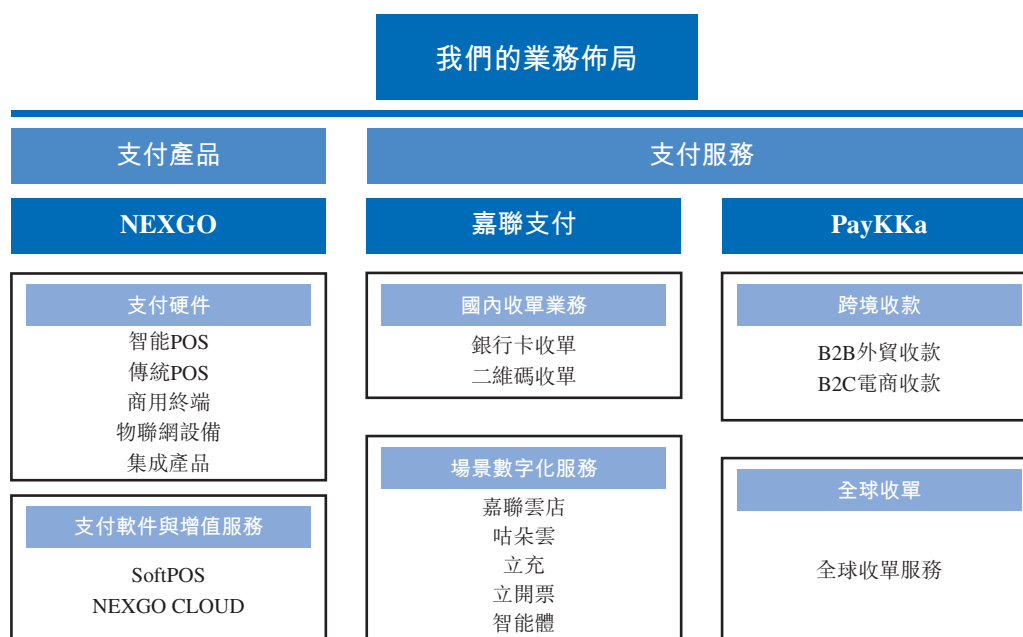 我們的業務佈局
支付產品
支付服務
NEXGO
嘉聯支付
PayKKa
支付硬件
智能POS
傳統POS
商用終端
物聯網設備
集成產品
支付軟件與增值服務
SoftPOS
NEXGO CLOUD
國內收單業務
銀行卡收單
二維碼收單
場景數字化服務
嘉聯雲店
咕朵雲
立充
立開票
智能體
跨境收款
B2B外貿收款
B2C電商收款
全球收單
全球收單服務